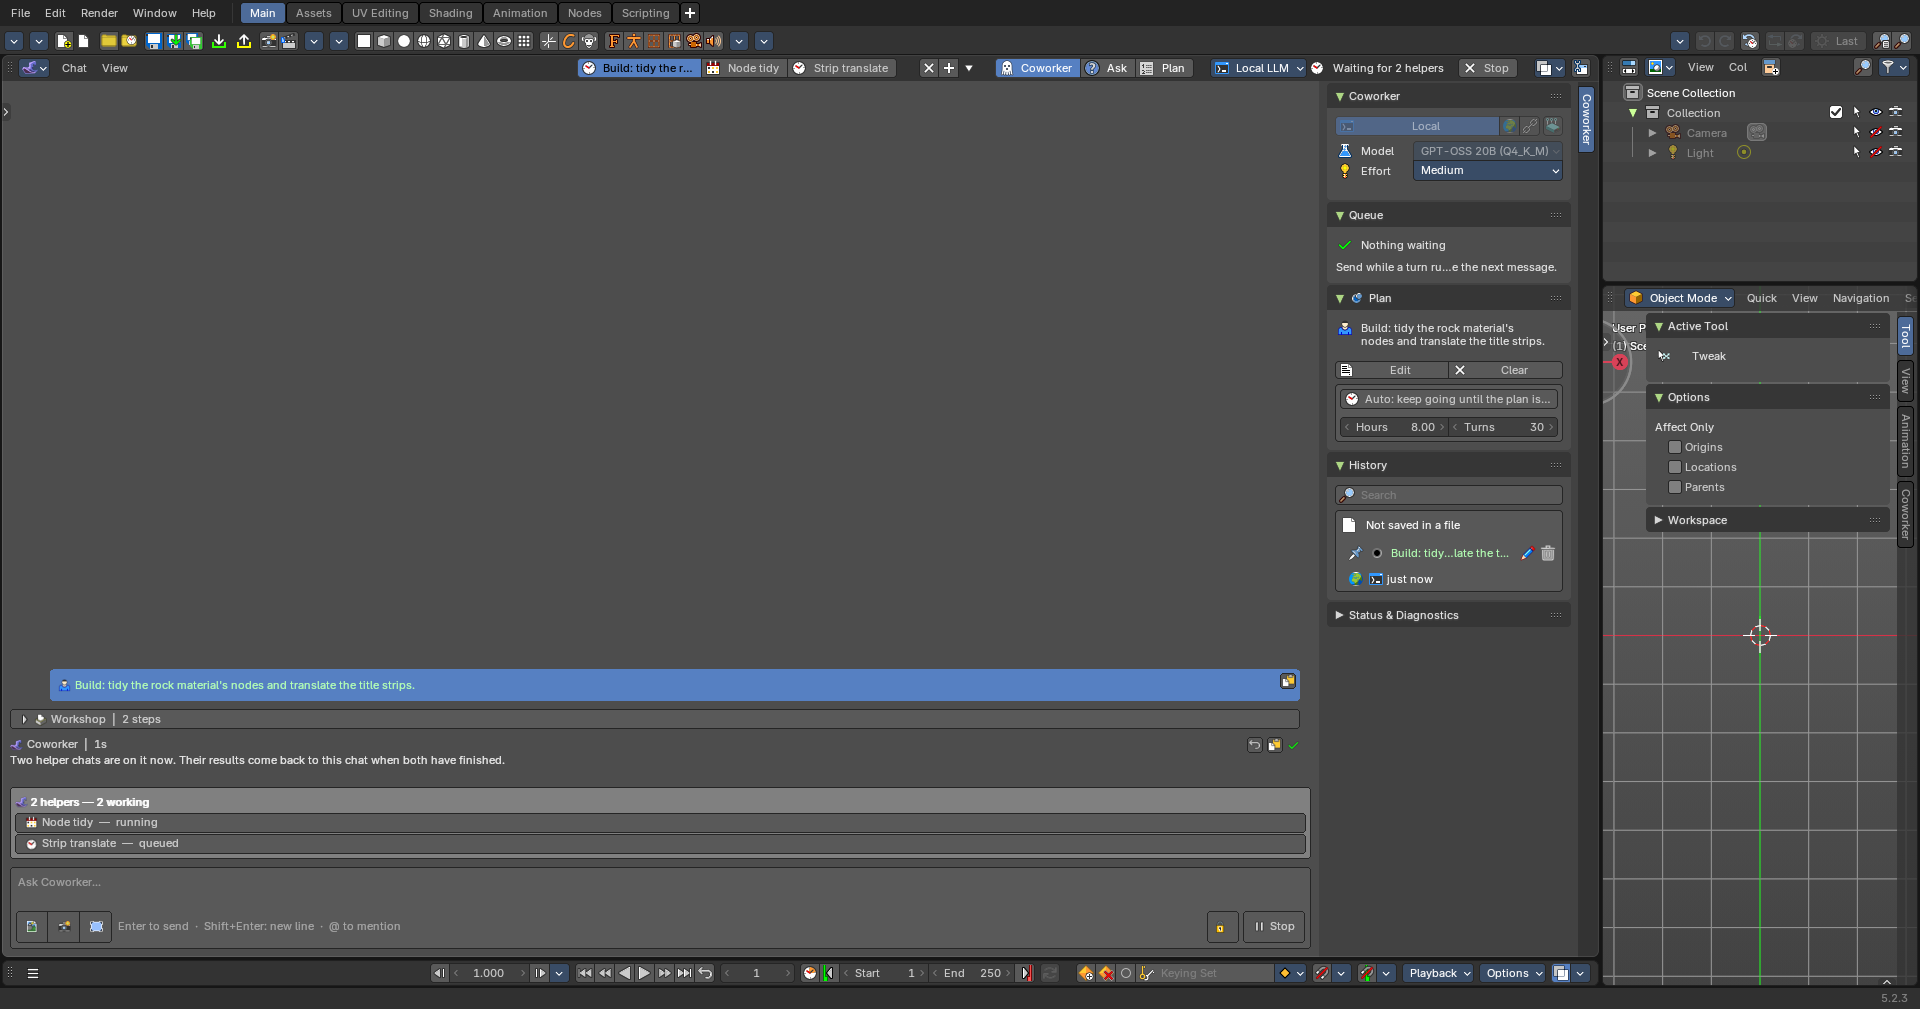 File Edit Render Window Help Main Assets UV Editing Shading Animation Nodes Scripting
Last
Chat View Build: tidy the r... Node tidy Strip translate Coworker Ask Plan Local LLM Waiting for 2 helpers Stop
View Col
Scene Collection
Collection
Camera
Light
Coworker
Local
Model GPT-OSS 20B (Q4_K_M)
Effort Medium
Queue
Nothing waiting
Send while a turn ru...e the next message.
Plan
Build: tidy the rock material's
nodes and translate the title strips.
Edit Clear
Auto: keep going until the plan is...
Hours 8.00 Turns 30
History
Search
Not saved in a file
Build: tidy...late the t...
just now
Status & Diagnostics
Coworker
Object Mode Quick View Navigation
User P
(1) Sce
X
Active Tool
Tweak
Options
Affect Only
Origins
Locations
Parents
Workspace
Tool
View
Animation
Coworker
Build: tidy the rock material's nodes and translate the title strips.
Workshop | 2 steps
Coworker | 1s
Two helper chats are on it now. Their results come back to this chat when both have finished.
2 helpers — 2 working
Node tidy — running
Strip translate — queued
Ask Coworker...
Enter to send · Shift+Enter: new line · @ to mention Stop
1.000 1 Start 1 End 250 Keying Set Playback Options
5.2.3